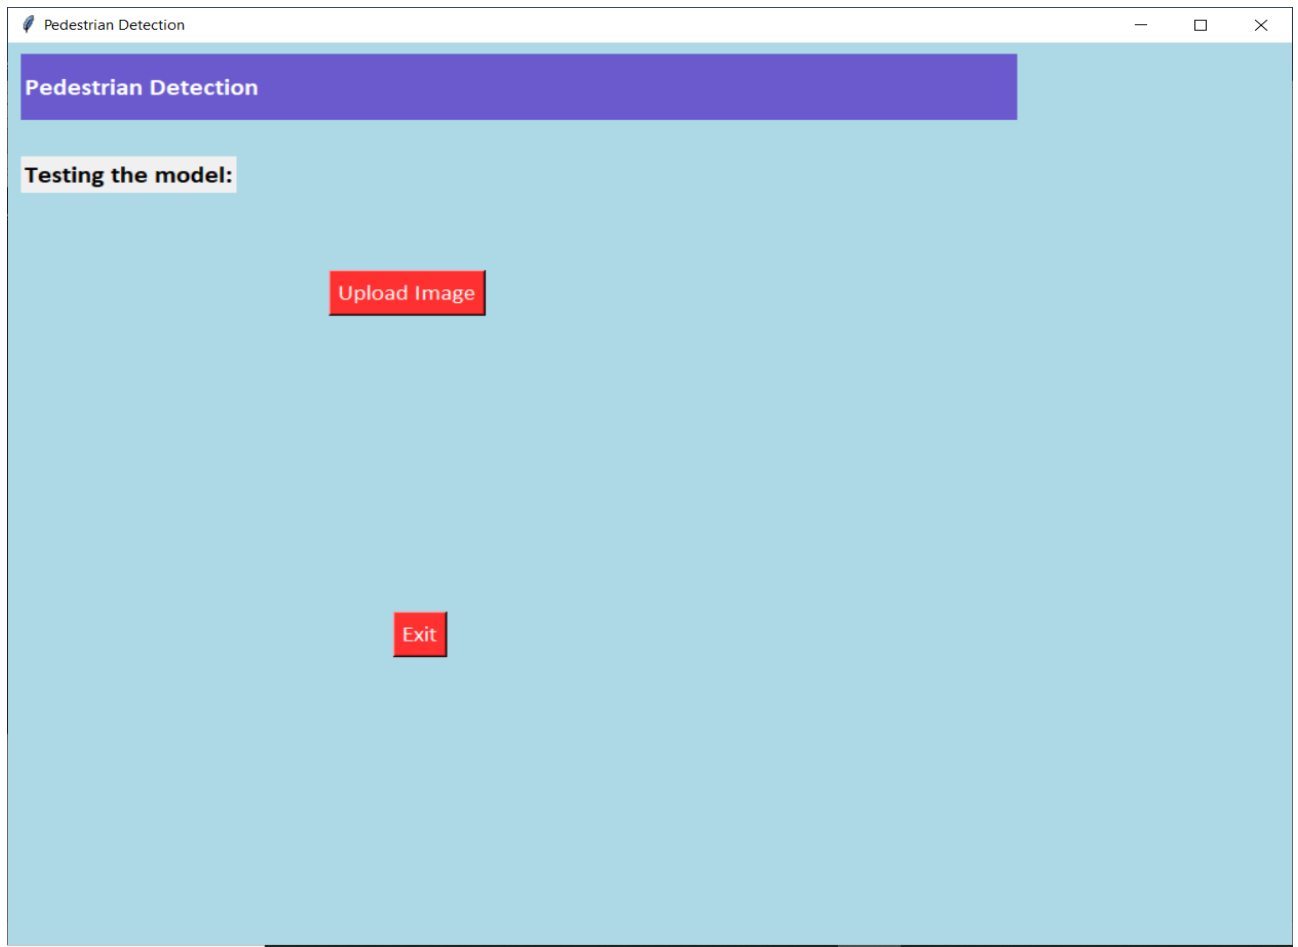 Pedestrian Detection
Pedestrian Detection
Testing the model:
Upload Image
Exit